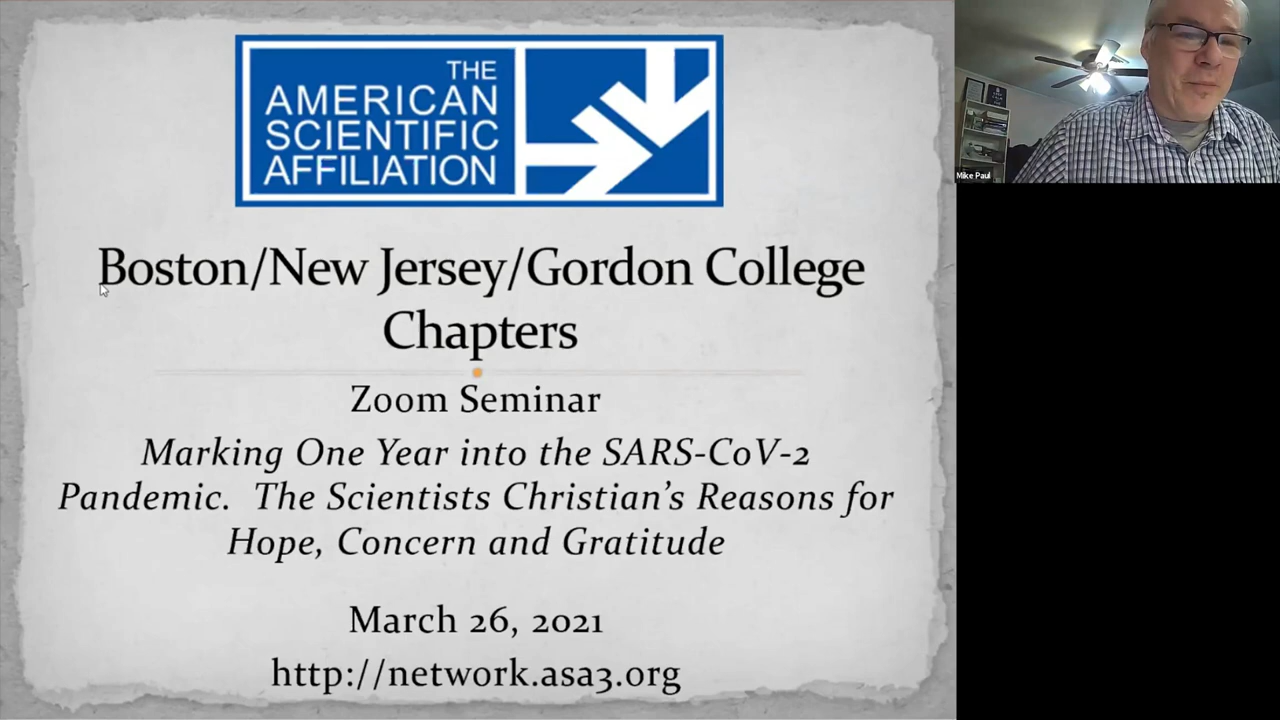 THE
AMERICAN
SCIENTIFIC
AFFILIATION
Boston/New Jersey/Gordon College
Chapters
Zoom Seminar
Marking One Year into the SARS-CoV-2
Pandemic.  The Scientists Christian’s Reasons for
Hope, Concern and Gratitude
March 26, 2021
http://network.asa3.org
Mike Paul